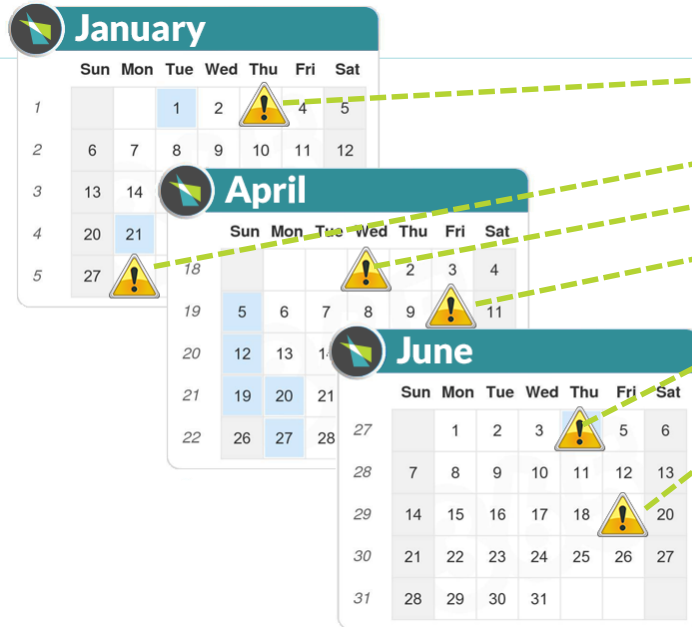 January
Sun Mon Tue Wed Thu Fri Sat
1 1 2 4 5
2 6 7 8 9 10 11 12
3 13 14
4 20 21
5 27
April
Sun Mon Tue Wed Thu Fri Sat
18 2 3 4
19 5 6 7 8 9 11
20 12 13
21 19 20 21
22 26 27 28
June
Sun Mon Tue Wed Thu Fri Sat
27 1 2 3 5 6
28 7 8 9 10 11 12 13
29 14 15 16 17 18 20
30 21 22 23 24 25 26 27
31 28 29 30 31